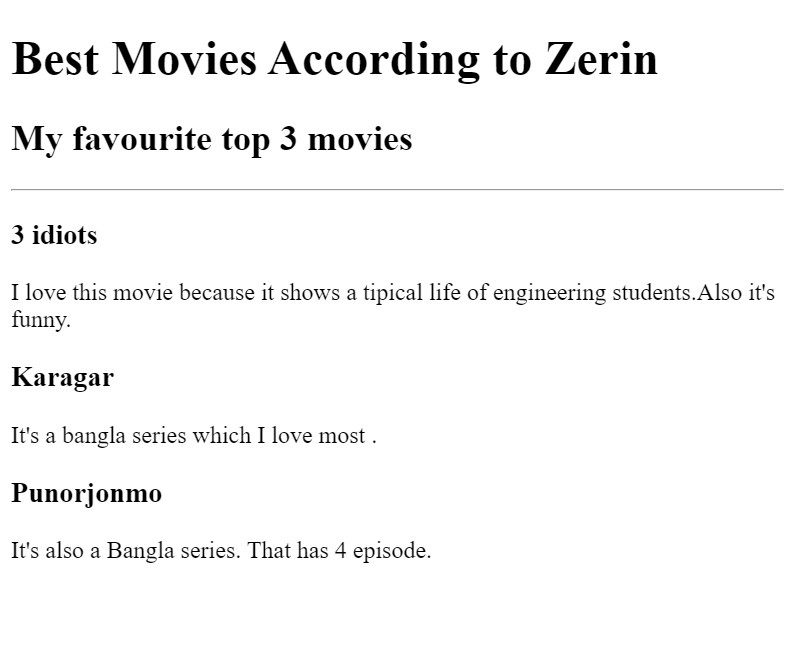 Best Movies According to Zerin
My favourite top 3 movies
3 idiots
I love this movie because it shows a tipical life of engineering students.Also it's
funny.
Karagar
It's a bangla series which I love most .
Punorjonmo
It's also a Bangla series. That has 4 episode.